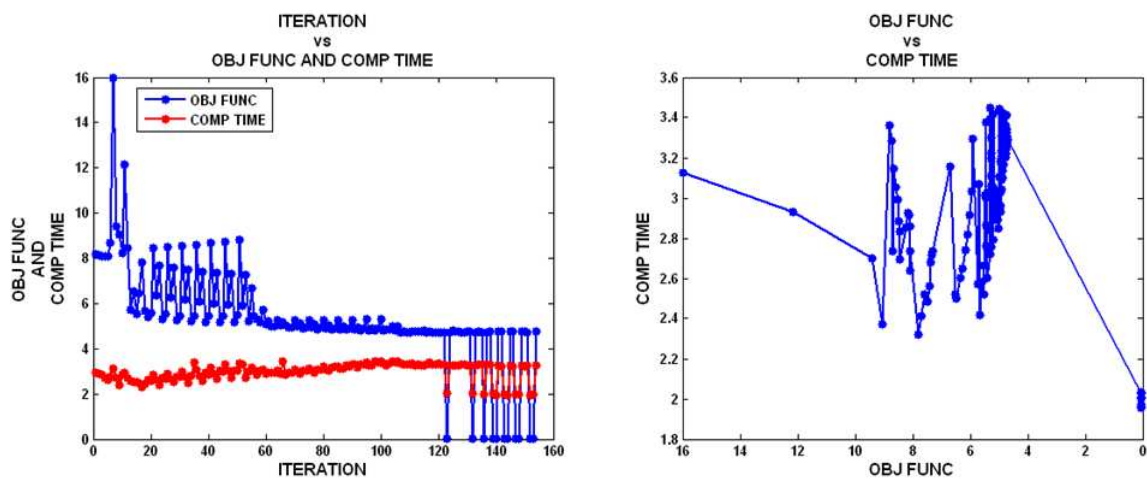 ITERATION
vs
OBJ FUNC AND COMP TIME
OBJ FUNC
AND
COMP TIME
16
14
12
10
8
6
4
2
0
OBJ FUNC
COMP TIME
0 20 40 60 80 100 120 140 160
ITERATION
OBJ FUNC
vs
COMP TIME
COMP TIME
3.6
3.4
3.2
3
2.8
2.6
2.4
2.2
2
1.8
16 14 12 10 8 6 4 2 0
OBJ FUNC